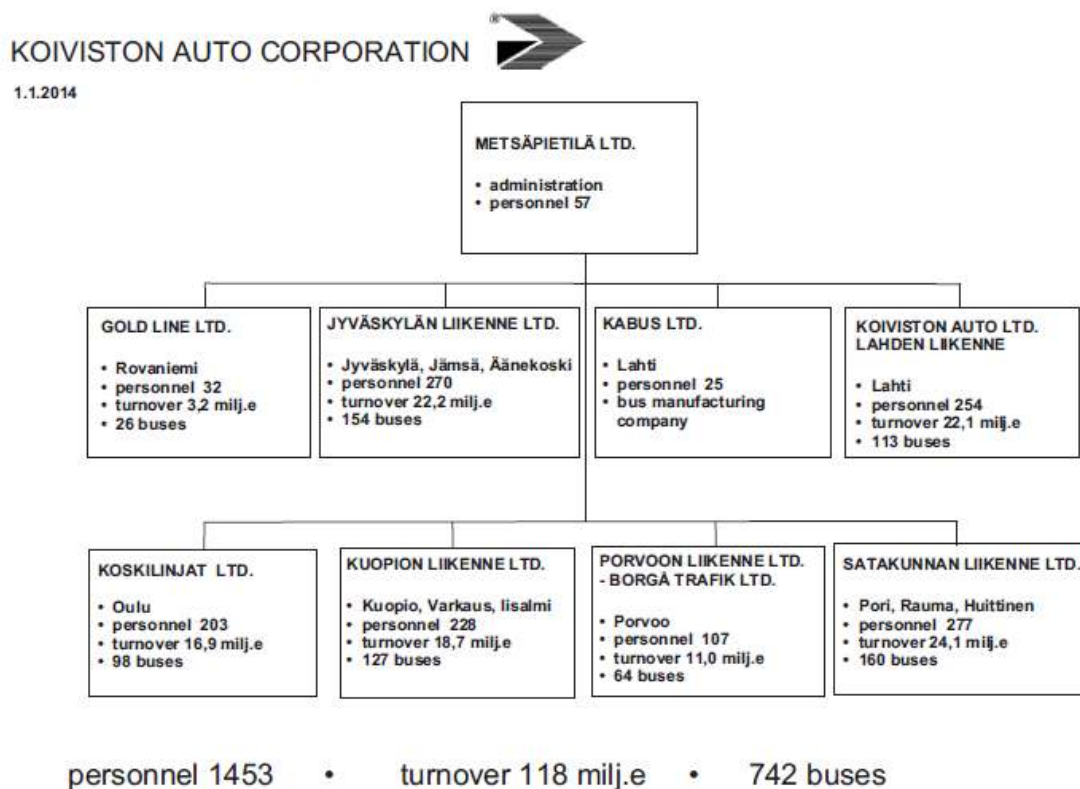 KOIVISTON AUTO CORPORATION ®
1.1.2014
METSÄPIETILÄ LTD.
• administration
• personnel 57
GOLD LINE LTD.
• Rovaniemi
• personnel 32
• turnover 3,2 milj.e
• 26 buses
JYVÄSKYLÄN LIIKENNE LTD.
• Jyväskylä, Jämsä, Äänekoski
• personnel 270
• turnover 22,2 milj.e
• 154 buses
KABUS LTD.
• Lahti
• personnel 25
• bus manufacturing
company
KOIVISTON AUTO LTD.
LAHDEN LIIKENNE
• Lahti
• personnel 254
• turnover 22,1 milj.e
• 113 buses
KOSKILINJAT LTD.
• Oulu
• personnel 203
• turnover 16,9 milj.e
• 98 buses
KUOPION LIIKENNE LTD.
• Kuopio, Varkaus, Iisalmi
• personnel 228
• turnover 18,7 milj.e
• 127 buses
PORVOON LIIKENNE LTD.
- BORGÅ TRAFIK LTD.
• Porvoo
• personnel 107
• turnover 11,0 milj.e
• 64 buses
SATAKUNNAN LIIKENNE LTD.
• Pori, Rauma, Huittinen
• personnel 277
• turnover 24,1 milj.e
• 160 buses
personnel 1453 • turnover 118 milj.e • 742 buses